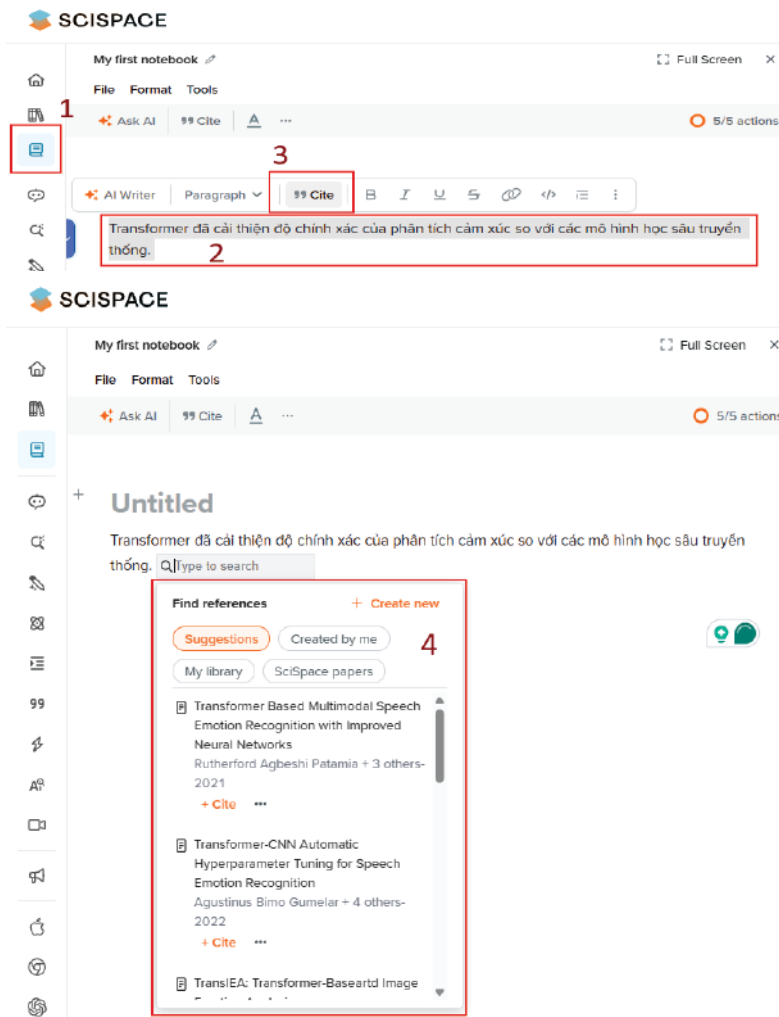 SCISPACE
My first notebook
Full Screen
File Format Tools
1
Ask AI
Cite
A
5/5 actions
3
AI Writer
Paragraph
Cite
B I U S
2
Transformer đã cải thiện độ chính xác của phân tích cảm xúc so với các mô hình học sâu truyền
thống.
SCISPACE
My first notebook
Full Screen
File Format Tools
Ask AI
Cite
A
5/5 actions
Untitled
Transformer đã cải thiện độ chính xác của phân tích cảm xúc so với các mô hình học sâu truyền
thống. Type to search
Find references + Create new
Suggestions Created by me
4
My library SciSpace papers
Transformer Based Multimodal Speech
Emotion Recognition with Improved
Neural Networks
Rutherford Agbeshi Patamia + 3 others-
2021
+ Cite ...
Transformer-CNN Automatic
Hyperparameter Tuning for Speech
Emotion Recognition
Agustinus Bimo Gumelar + 4 others-
2022
+ Cite ...
TransIEA: Transformer-Baseartd Image